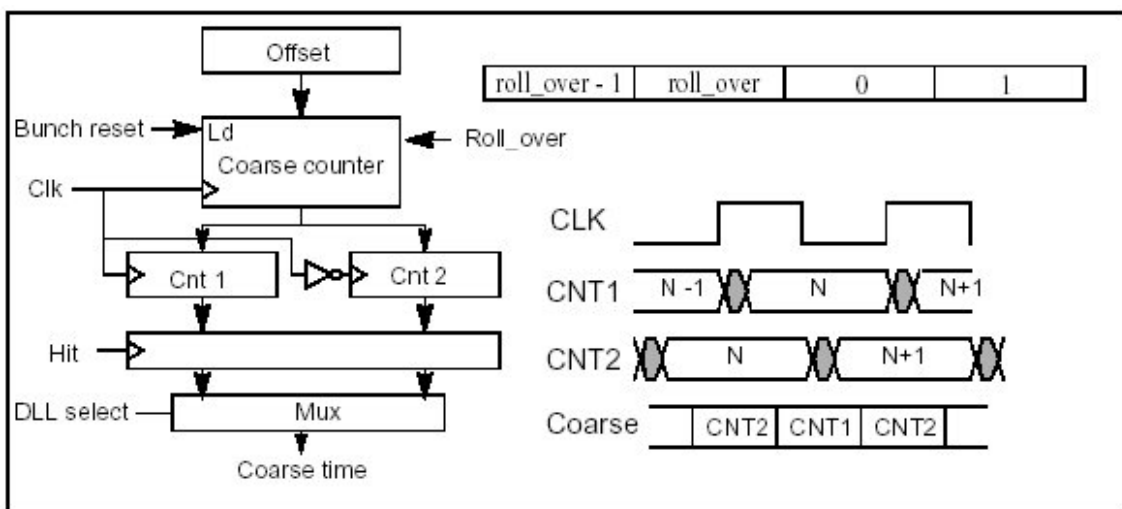 Offset
Bunch reset
Ld
Coarse counter
Roll_over
Clk
Cnt 1
Cnt 2
Hit
DLL select
Mux
Coarse time
roll_over - 1 roll_over 0 1
CLK
CNT1 N -1 N N+1
CNT2 N N+1
Coarse CNT2 CNT1 CNT2